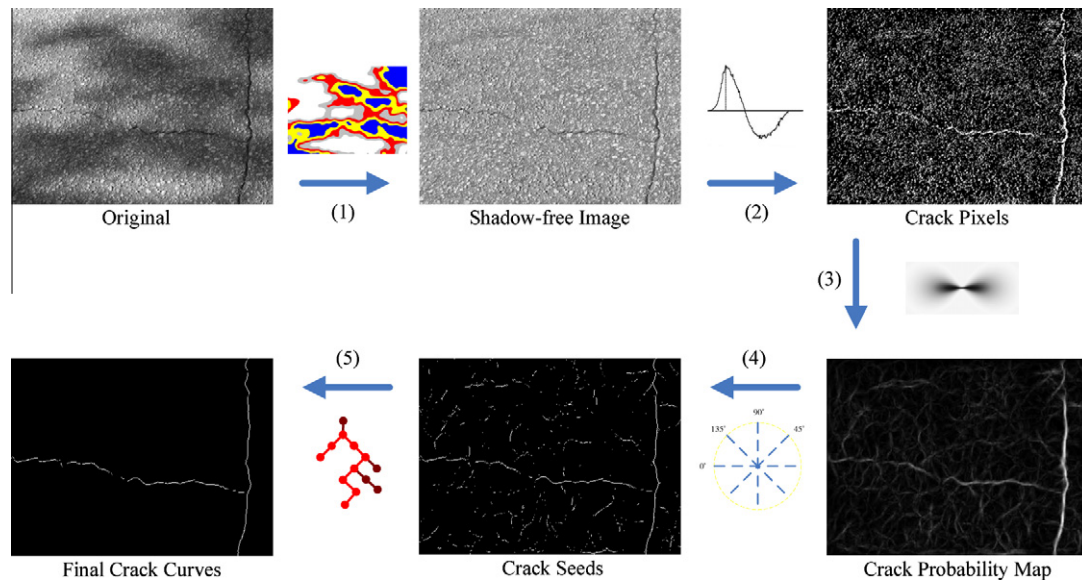 Original
(1)
Shadow-free Image
(2)
Crack Pixels
(3)
Final Crack Curves
(5)
Crack Seeds
(4)
90°
135°
45°
0°
Crack Probability Map